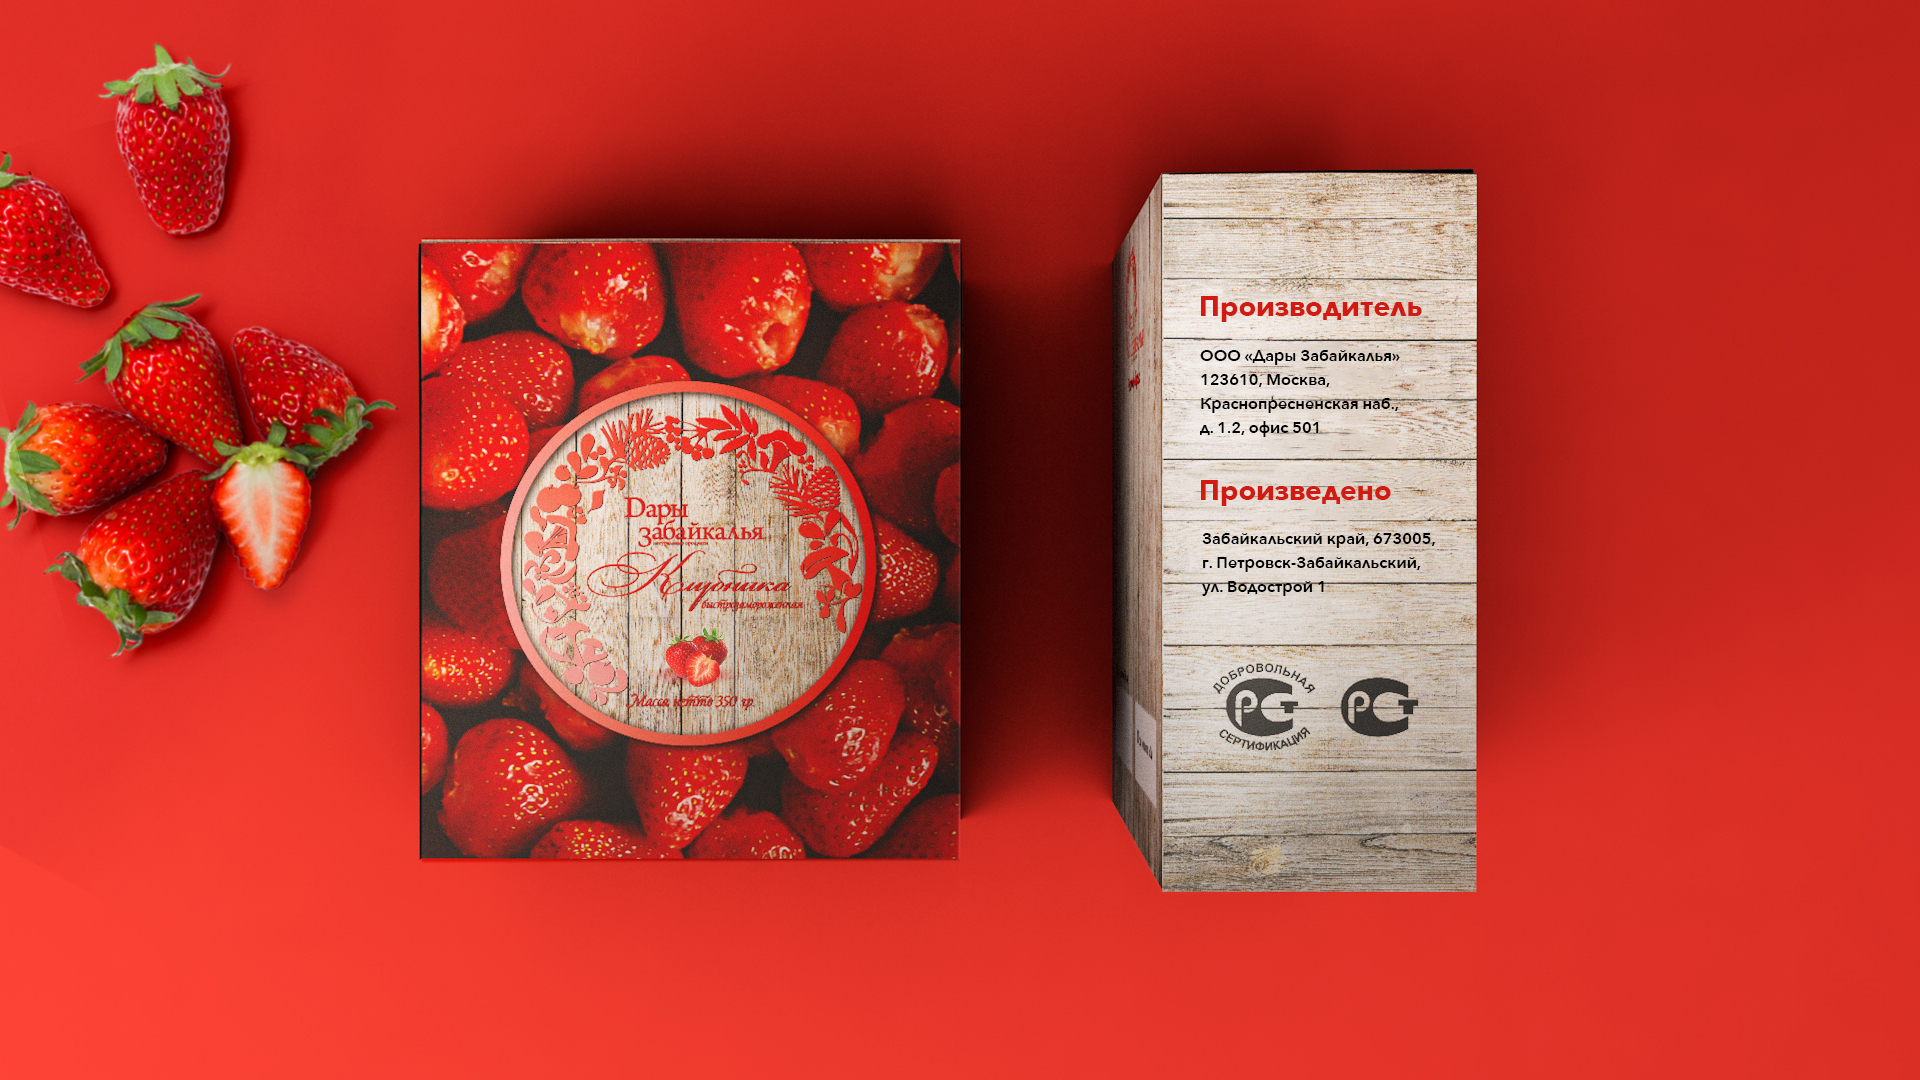 Дары
Забайкалья
Клубника
быстрозамороженная
Масса нетто 350 гр.
Производитель
ООО «Дары Забайкалья»
123610, Москва,
Краснопресненская наб.,
д. 1.2, офис 501
Произведено
Забайкальский край, 673005,
г. Петровск-Забайкальский,
ул. Водострой 1
ДОБРОВОЛЬНАЯ
РСТ
СЕРТИФИКАЦИЯ
РСТ